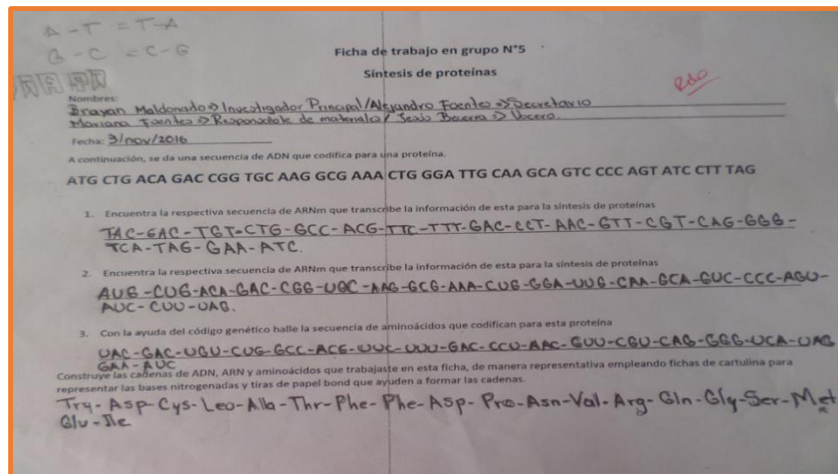 A - T = T - A
G - C = C - G
Ficha de trabajo en grupo N°5
Síntesis de proteínas
Nombres:
Brayan Maldonado => Investigador Principal / Alejandro Fuentes => Secretario
Mariana Fuentes => Responsable de materiales / Jesús Becerra => Vocero.
Fecha: 3/nov/2016
A continuación, se da una secuencia de ADN que codifica para una proteína.
ATG CTG ACA GAC CGG TGC AAG GCG AAA CTG GGA TTG CAA GCA GTC CCC AGT ATC CTT TAG
1. Encuentra la respectiva secuencia de ARNm que transcribe la información de esta para la síntesis de proteínas
TAC-GAC-TGT-CTG-GCC-ACG-TTC-TTT-GAC-CCT-AAC-GTT-CGT-CAG-GGG-
TCA-TAG-GAA-ATC.
2. Encuentra la respectiva secuencia de ARNm que transcribe la información de esta para la síntesis de proteínas
AUG-CUG-ACA-GAC-CGG-UGC-AAG-GCG-AAA-CUG-GGA-UUG-CAA-GCA-GUC-CCC-AGU-
AUC-CUU-UAG.
3. Con la ayuda del código genético halle la secuencia de aminoácidos que codifican para esta proteína
UAC-GAC-UGU-CUG-GCC-ACG-UUC-UUU-GAC-CCU-AAC-GUU-CGU-CAG-GGG-UCA-UAG
GAA-AUC
Construye las cadenas de ADN, ARN y aminoácidos que trabajaste en esta ficha, de manera representativa empleando fichas de cartulina para
representar las bases nitrogenadas y tiras de papel bond que ayuden a formar las cadenas.
Try-Asp-Cys-Leo-Alla-Thr-Phe-Phe-Asp-Pro-Asn-Val-Arg-Gln-Gly-Ser-Met
Glu-Ile